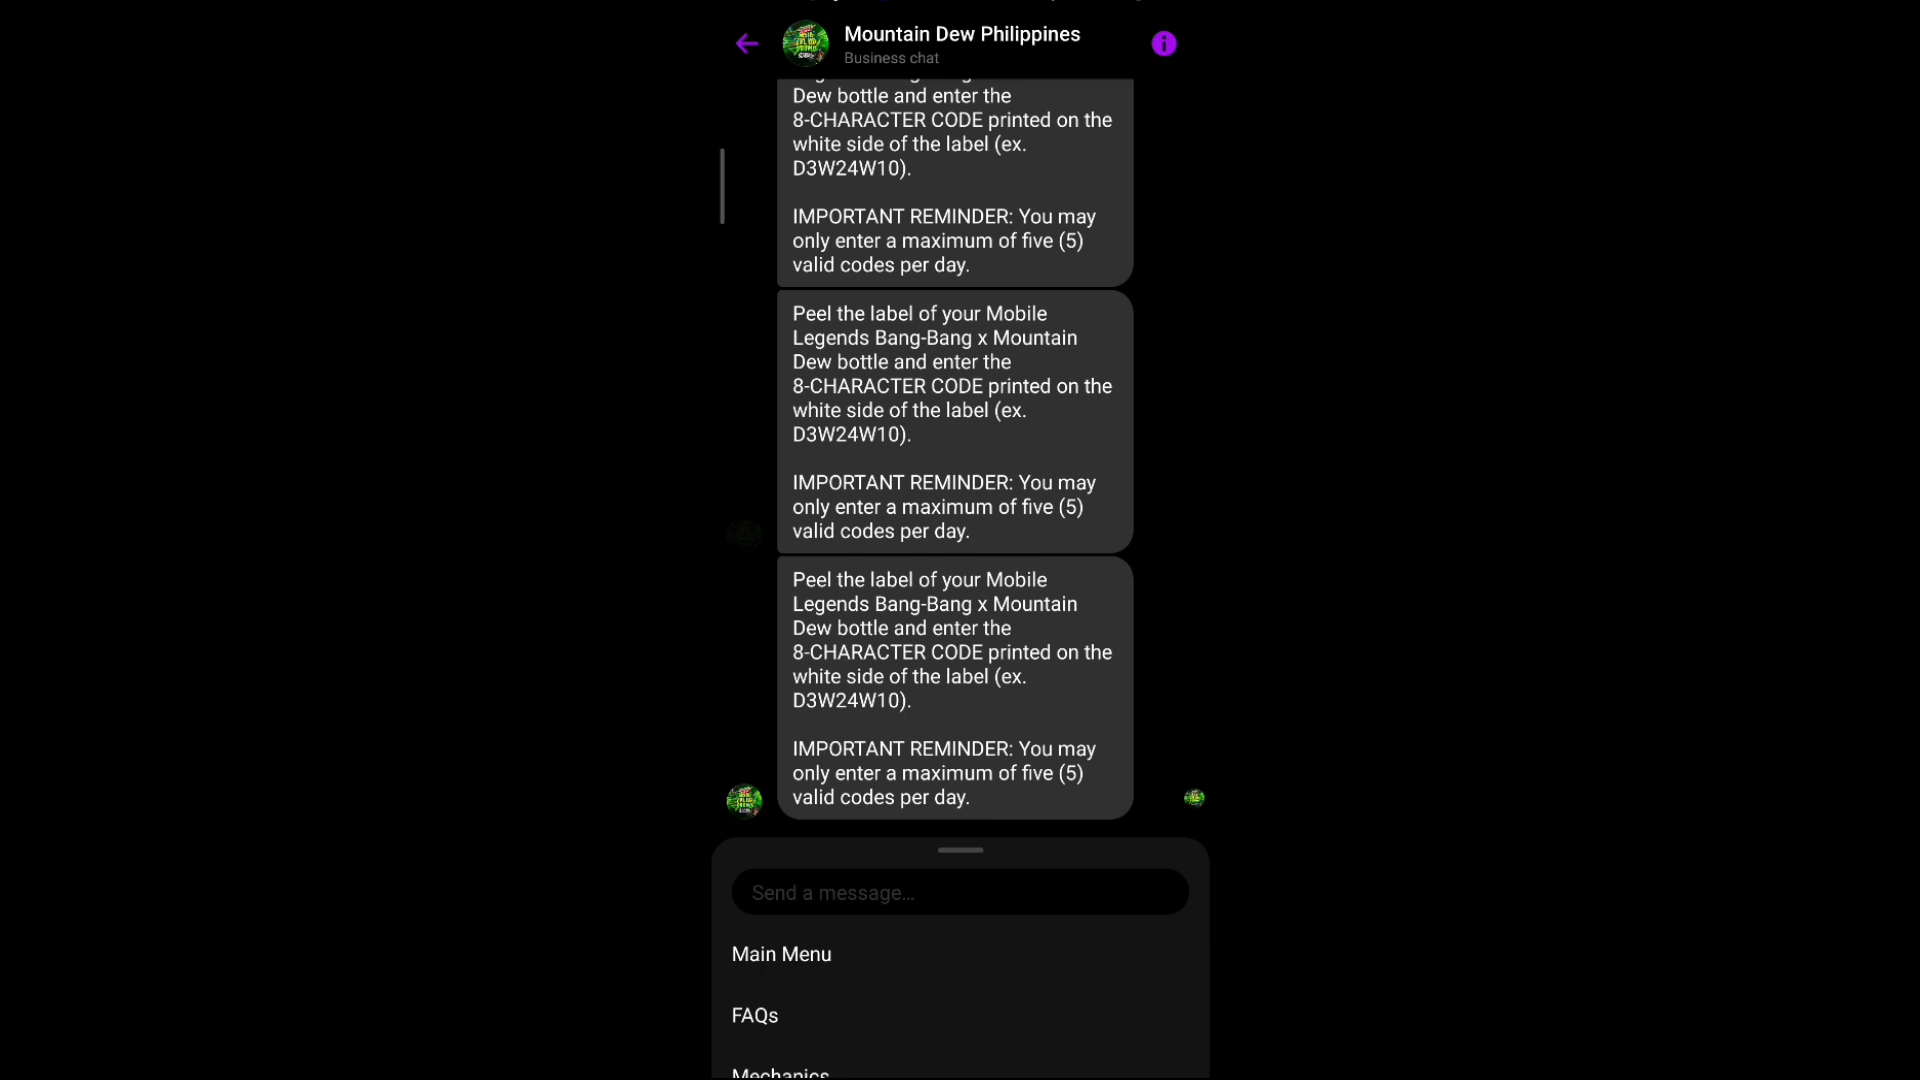 Mountain Dew Philippines
Business chat
Dew bottle and enter the
8-CHARACTER CODE printed on the
white side of the label (ex.
D3W24W10).
IMPORTANT REMINDER: You may
only enter a maximum of five (5)
valid codes per day.
Peel the label of your Mobile
Legends Bang-Bang x Mountain
Dew bottle and enter the
8-CHARACTER CODE printed on the
white side of the label (ex.
D3W24W10).
IMPORTANT REMINDER: You may
only enter a maximum of five (5)
valid codes per day.
Peel the label of your Mobile
Legends Bang-Bang x Mountain
Dew bottle and enter the
8-CHARACTER CODE printed on the
white side of the label (ex.
D3W24W10).
IMPORTANT REMINDER: You may
only enter a maximum of five (5)
valid codes per day.
Send a message...
Main Menu
FAQs
Mechanics